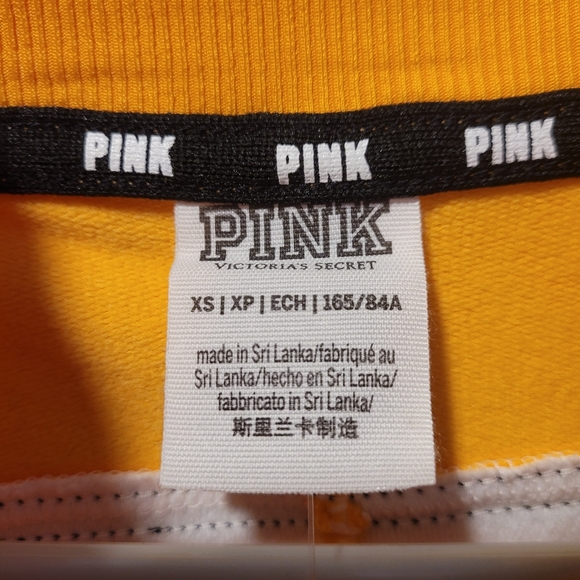 PINK PINK PINK
PINK
VICTORIA'S SECRET
XS | XP | ECH | 165/84A
made in Sri Lanka/fabriqué au
Sri Lanka/hecho en Sri Lanka/
fabbricato in Sri Lanka/
斯里兰卡制造